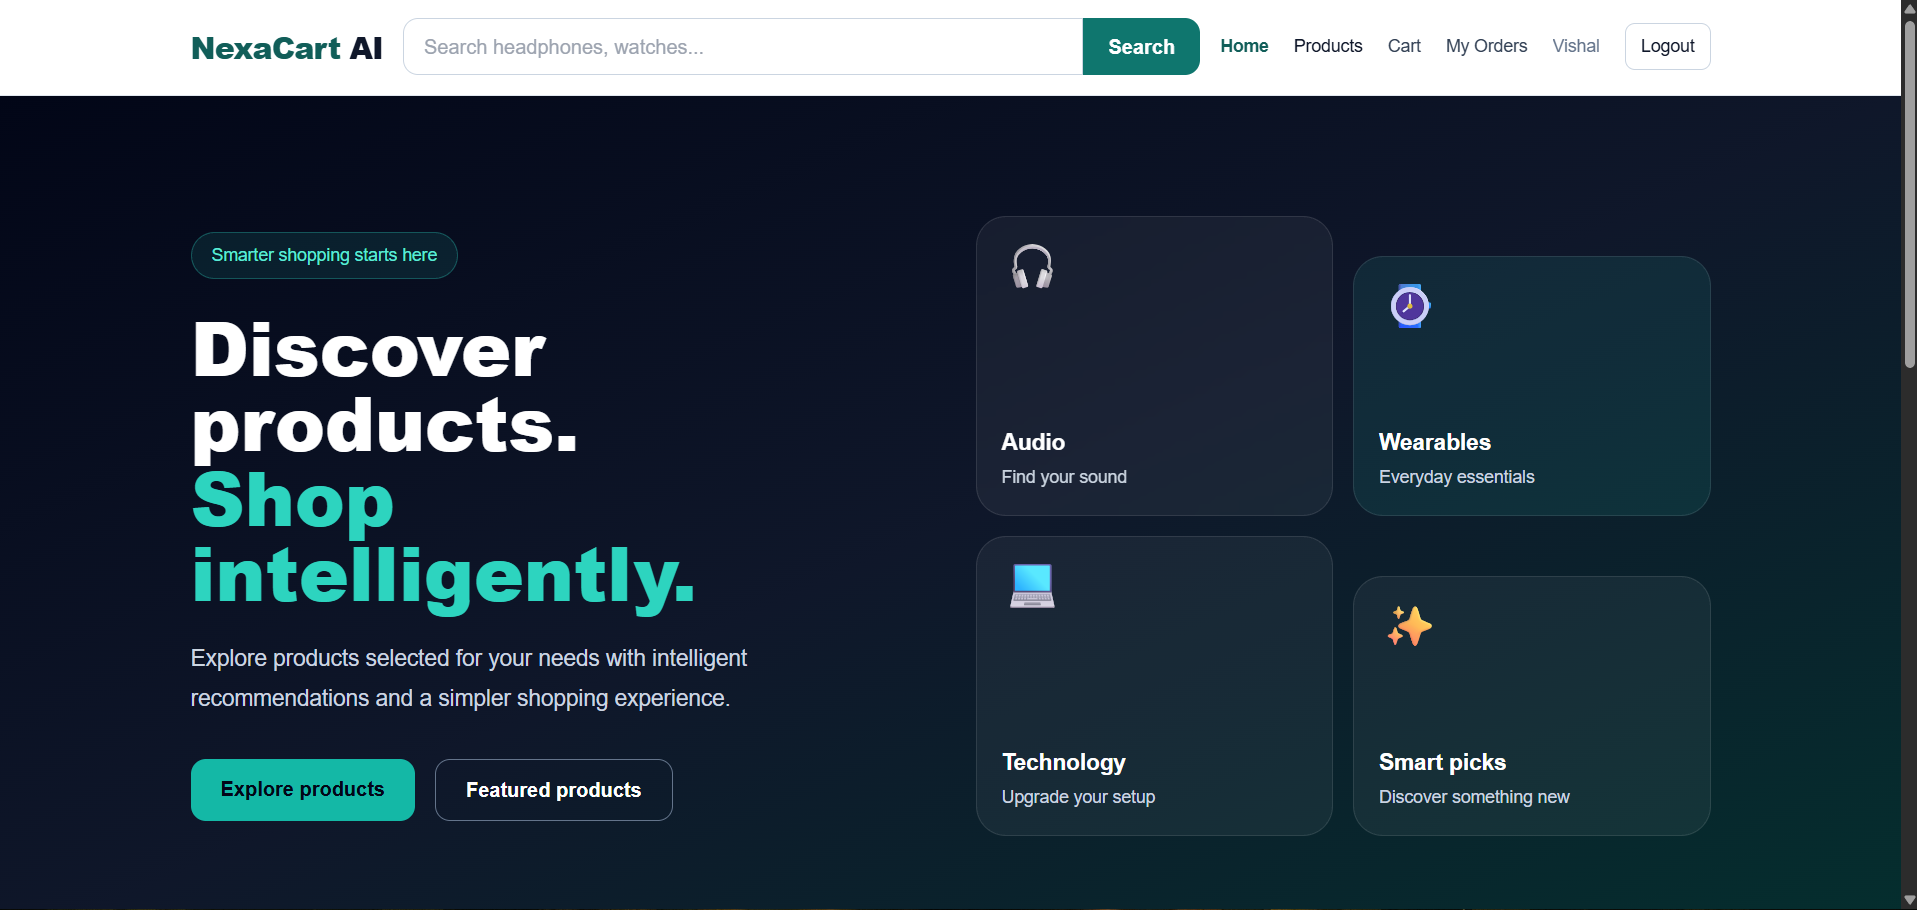 NexaCart AI
Search headphones, watches...
Search
Home
Products
Cart
My Orders
Vishal
Logout
Smarter shopping starts here
Discover
products.
Shop
intelligently.
Explore products selected for your needs with intelligent
recommendations and a simpler shopping experience.
Explore products
Featured products
Audio
Find your sound
Wearables
Everyday essentials
Technology
Upgrade your setup
Smart picks
Discover something new